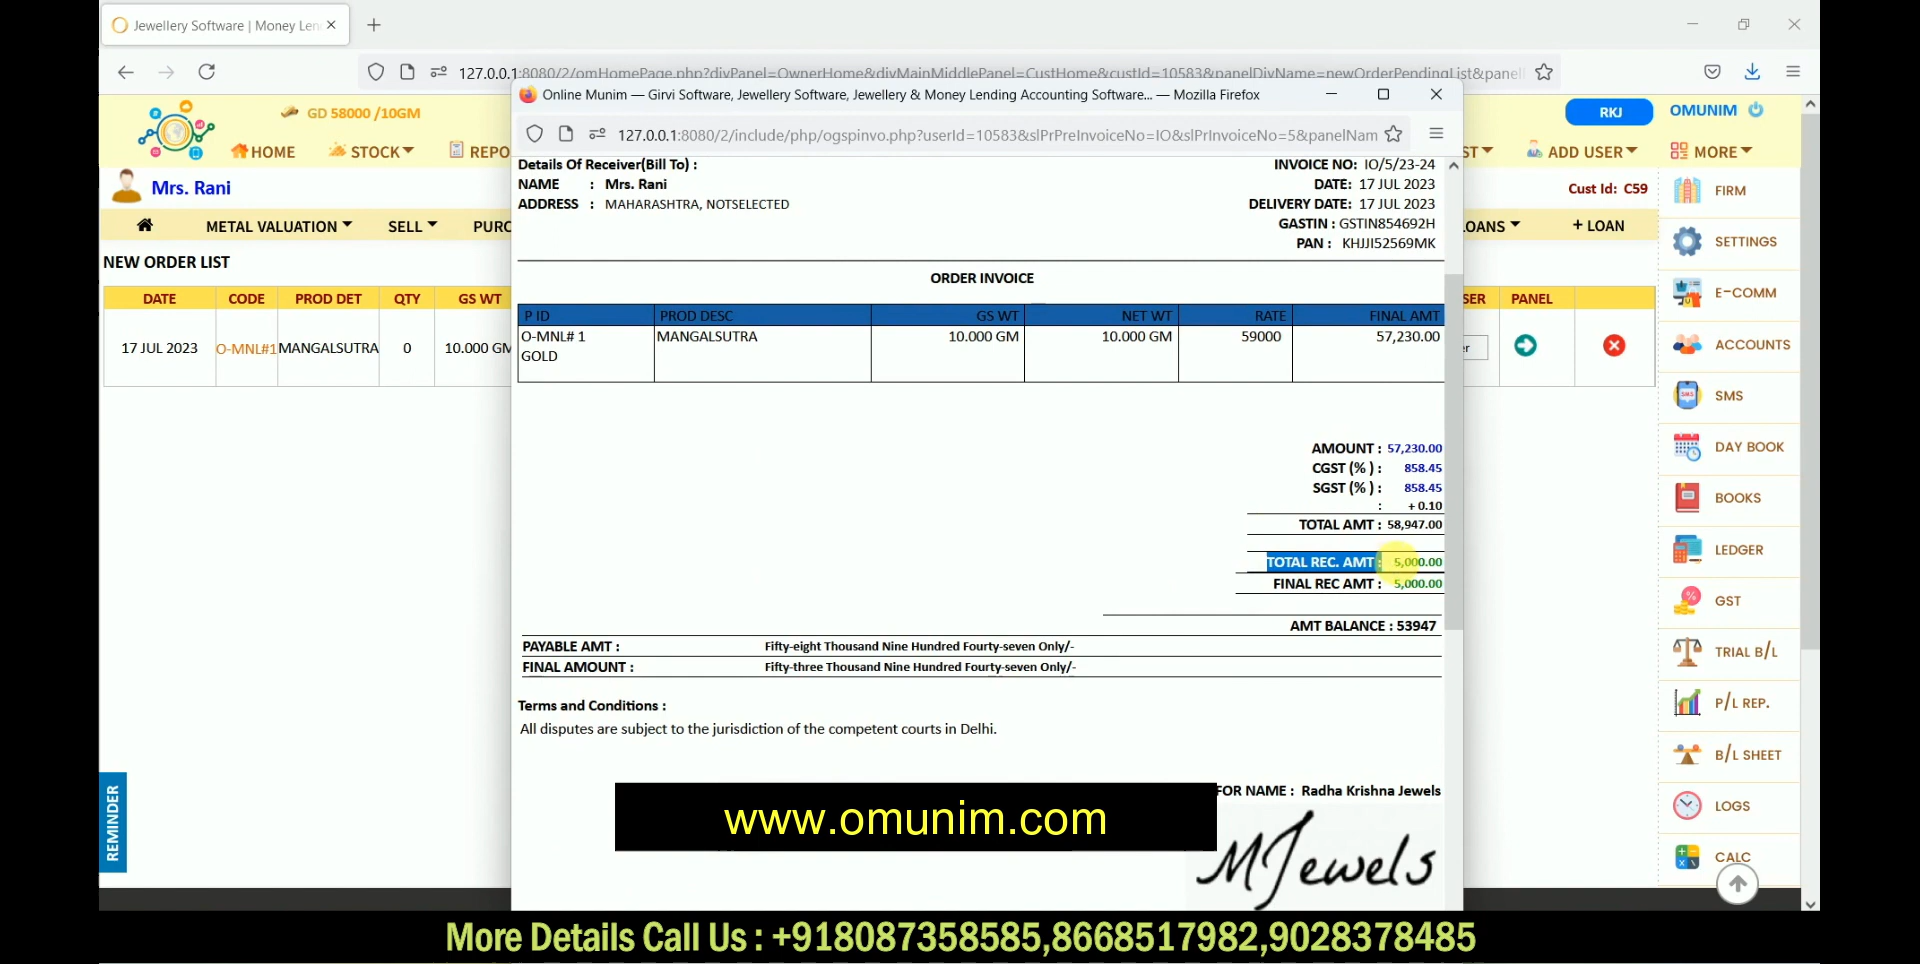 Jewellery Software | Money Len
127.0.0.1:8080/2/omHomePage.php?divPanel=OwnerHome&divMainMiddlePanel=CustHome&custId=10583&panelDivName=newOrderPendingList&panel
GD 58000 /10GM
HOME
STOCK
REPO
Mrs. Rani
METAL VALUATION
SELL
PURC
NEW ORDER LIST
DATE CODE PROD DET QTY GS WT
17 JUL 2023 O-MNL#1 MANGALSUTRA 0 10.000 GM
REMINDER
Online Munim — Girvi Software, Jewellery Software, Jewellery & Money Lending Accounting Software... — Mozilla Firefox
127.0.0.1:8080/2/include/php/ogspinvo.php?userId=10583&slPrPreInvoiceNo=IO&slPrInvoiceNo=5&panelNam
Details Of Receiver(Bill To) :
NAME : Mrs. Rani
ADDRESS : MAHARASHTRA, NOTSELECTED
INVOICE NO: IO/5/23-24
DATE: 17 JUL 2023
DELIVERY DATE: 17 JUL 2023
GASTIN : GSTIN854692H
PAN : KHJJI52569MK
ORDER INVOICE
P ID PROD DESC GS WT NET WT RATE FINAL AMT
O-MNL# 1 MANGALSUTRA 10.000 GM 10.000 GM 59000 57,230.00
GOLD
AMOUNT : 57,230.00
CGST (% ) : 858.45
SGST (% ) : 858.45
: + 0.10
TOTAL AMT : 58,947.00
TOTAL REC. AMT : 5,000.00
FINAL REC AMT : 5,000.00
AMT BALANCE : 53947
PAYABLE AMT : Fifty-eight Thousand Nine Hundred Fourty-seven Only/-
FINAL AMOUNT : Fifty-three Thousand Nine Hundred Fourty-seven Only/-
Terms and Conditions :
All disputes are subject to the jurisdiction of the competent courts in Delhi.
FOR NAME : Radha Krishna Jewels
MJewels
www.omunim.com
RKJ
OMUNIM
ST
ADD USER
MORE
Cust Id: C59
LOANS
+ LOAN
SER PANEL
er
FIRM
SETTINGS
E-COMM
ACCOUNTS
SMS
DAY BOOK
BOOKS
LEDGER
GST
TRIAL B/L
P/L REP.
B/L SHEET
LOGS
CALC
More Details Call Us : +918087358585,8668517982,9028378485